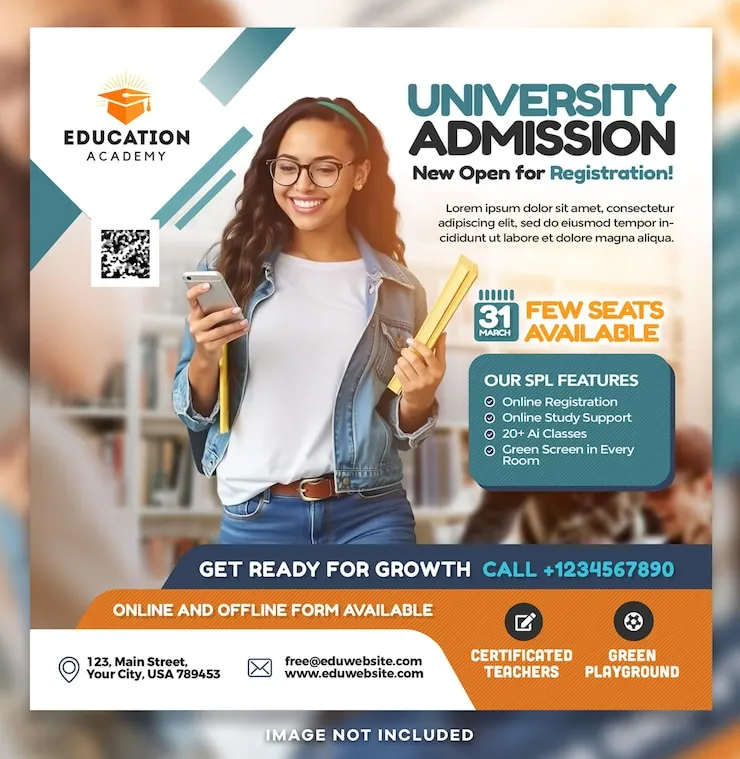 EDUCATION
ACADEMY
UNIVERSITY
ADMISSION
New Open for Registration!
Lorem ipsum dolor sit amet, consectetur
adipiscing elit, sed do eiusmod tempor in-
cididunt ut labore et dolore magna aliqua.
31
MARCH
FEW SEATS
AVAILABLE
OUR SPL FEATURES
Online Registration
Online Study Support
20+ Ai Classes
Green Screen in Every
Room
GET READY FOR GROWTH CALL +1234567890
ONLINE AND OFFLINE FORM AVAILABLE
CERTIFICATED
TEACHERS
GREEN
PLAYGROUND
123, Main Street,
Your City, USA 789453
free@eduwebsite.com
www.eduwebsite.com
IMAGE NOT INCLUDED